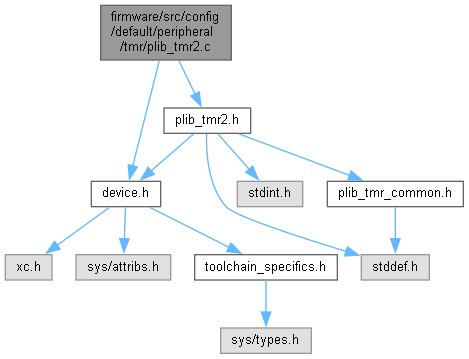 firmware/src/config
/default/peripheral
/tmr/plib_tmr2.c
plib_tmr2.h
device.h
stdint.h
plib_tmr_common.h
xc.h
sys/attribs.h
toolchain_specifics.h
stddef.h
sys/types.h